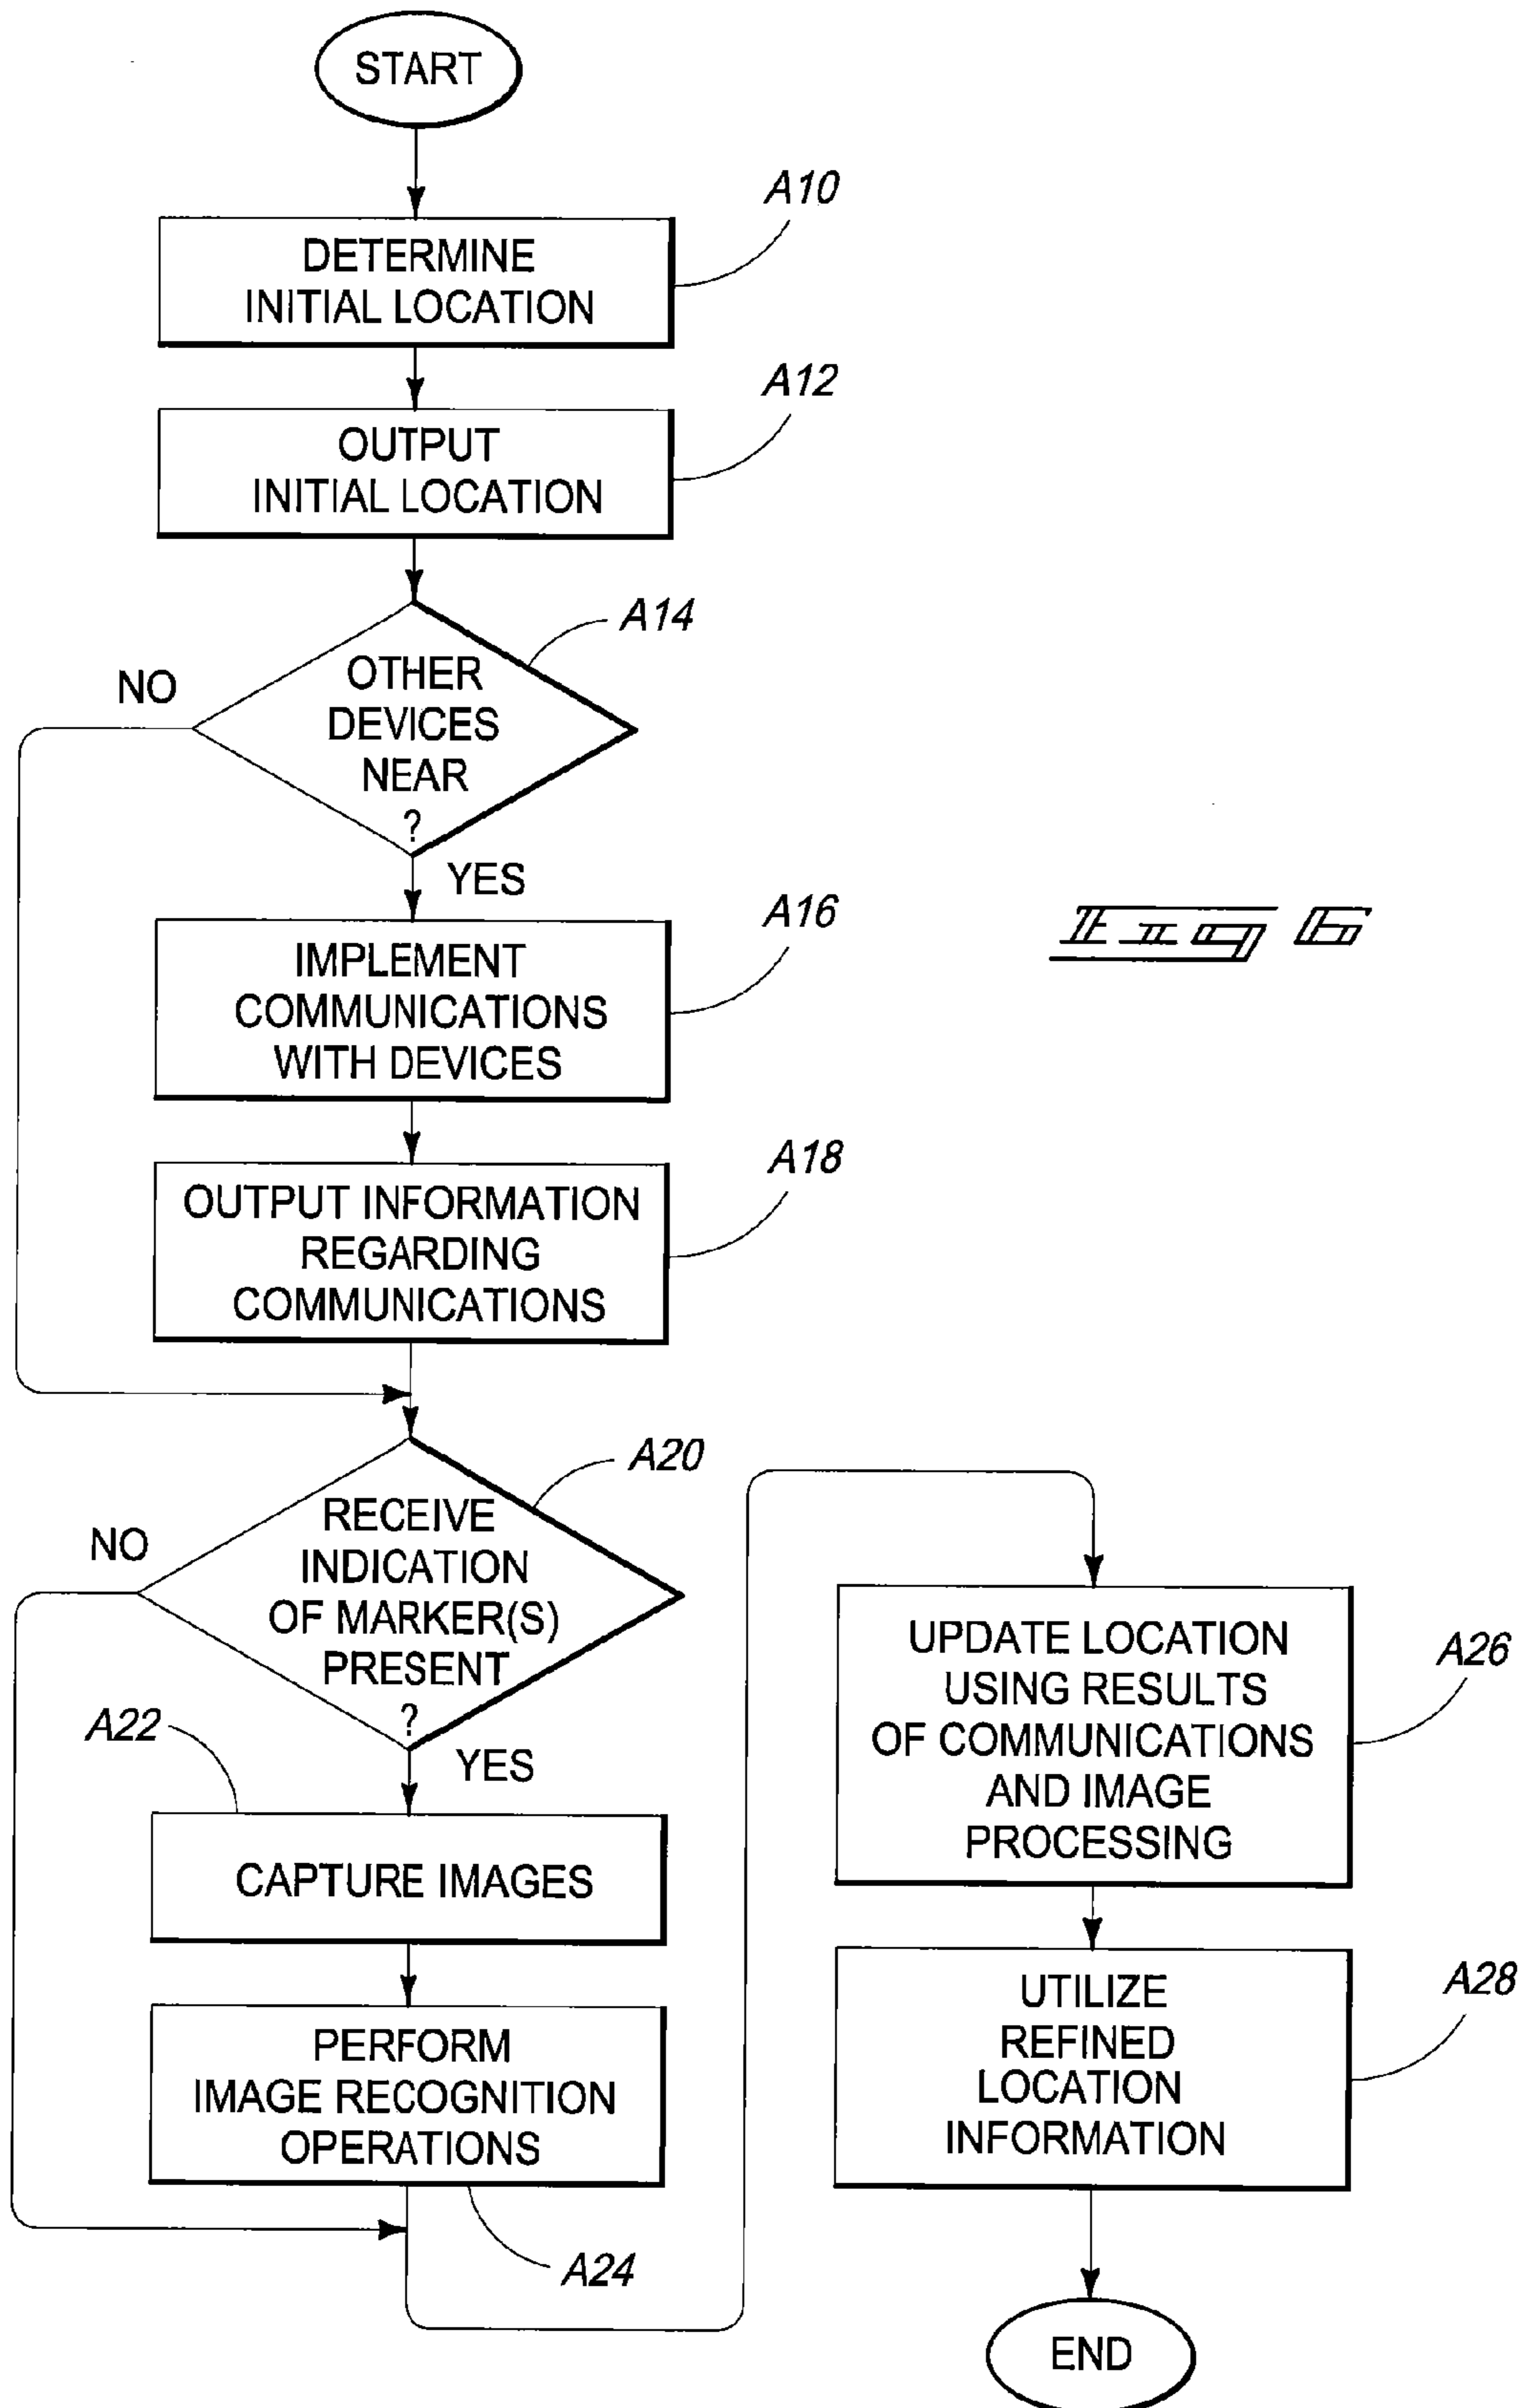 START
A10
DETERMINE
INITIAL LOCATION
A12
OUTPUT
INITIAL LOCATION
A14
NO
OTHER
DEVICES
NEAR
?
YES
A16
IMPLEMENT
COMMUNICATIONS
WITH DEVICES
Fig 6
A18
OUTPUT INFORMATION
REGARDING
COMMUNICATIONS
A20
NO
RECEIVE
INDICATION
OF MARKER(S)
PRESENT
?
YES
A22
CAPTURE IMAGES
PERFORM
IMAGE RECOGNITION
OPERATIONS
A24
A26
UPDATE LOCATION
USING RESULTS
OF COMMUNICATIONS
AND IMAGE
PROCESSING
A28
UTILIZE
REFINED
LOCATION
INFORMATION
END